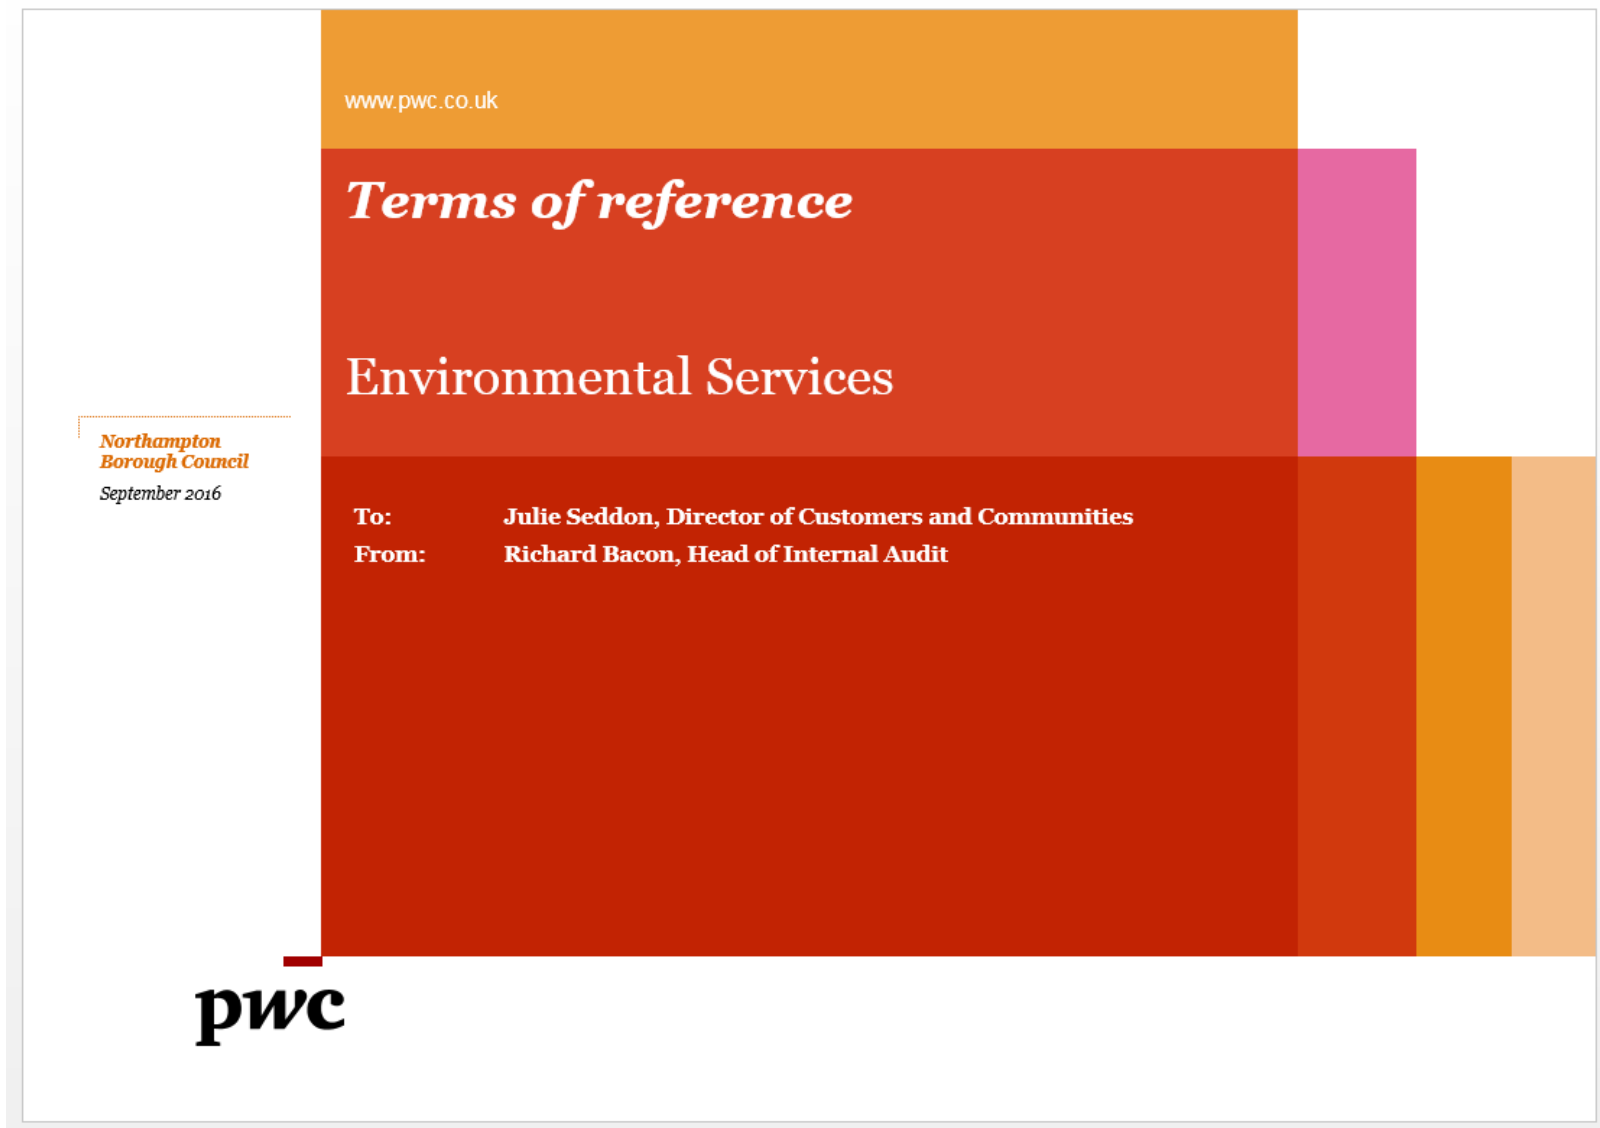 www.pwc.co.uk
Terms of reference
Environmental Services
Northampton
Borough Council
September 2016
To: Julie Seddon, Director of Customers and Communities
From: Richard Bacon, Head of Internal Audit
pwc